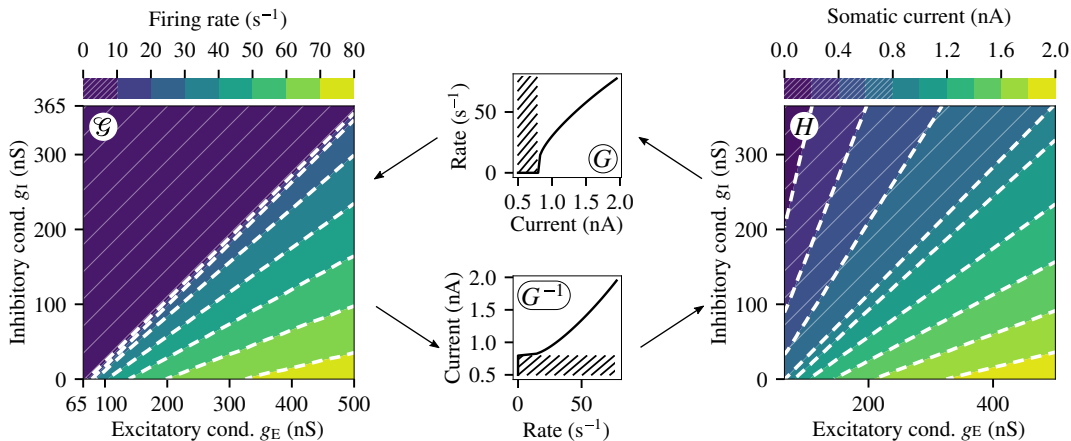 Firing rate (s⁻¹)
0 10 20 30 40 50 60 70 80
𝒢
365
300
200
100
0
Inhibitory cond. g_I (nS)
65 100 200 300 400 500
Excitatory cond. g_E (nS)
G
50
0
Rate (s⁻¹)
0.5 1.0 1.5 2.0
Current (nA)
G⁻¹
2.0
1.5
1.0
0.5
Current (nA)
0 50
Rate (s⁻¹)
Somatic current (nA)
0.0 0.4 0.8 1.2 1.6 2.0
H
300
200
100
0
Inhibitory cond. g_I (nS)
200 400
Excitatory cond. g_E (nS)